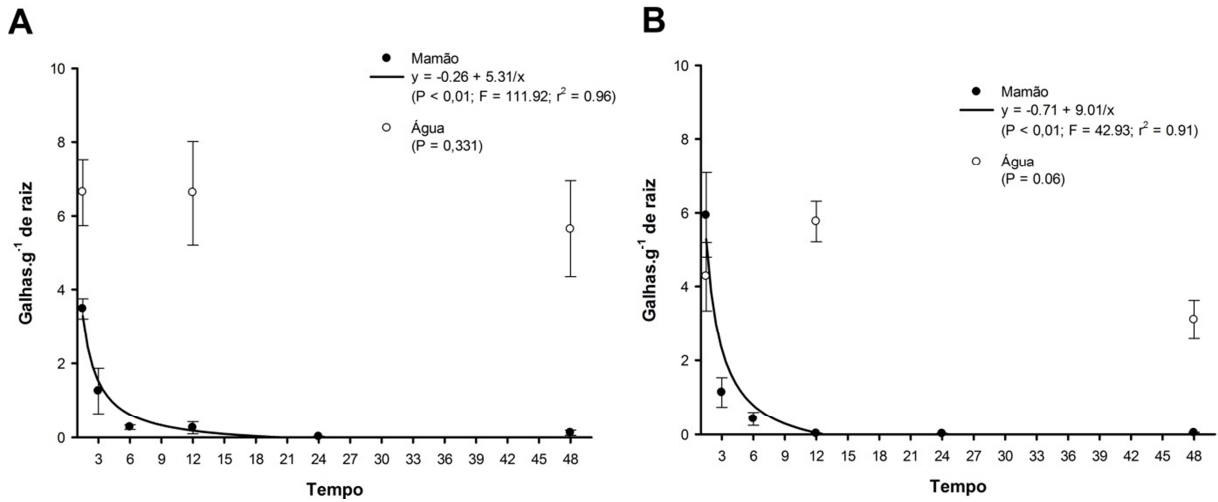 A
Mamão
y = -0.26 + 5.31/x
(P < 0,01; F = 111.92; r² = 0.96)
Água
(P = 0,331)
Galhas.g⁻¹ de raiz
10
8
6
4
2
0
3 6 9 12 15 18 21 24 27 30 33 36 39 42 45 48
Tempo
B
Mamão
y = -0.71 + 9.01/x
(P < 0,01; F = 42.93; r² = 0.91)
Água
(P = 0.06)
Galhas.g⁻¹ de raiz
10
8
6
4
2
0
3 6 9 12 15 18 21 24 27 30 33 36 39 42 45 48
Tempo